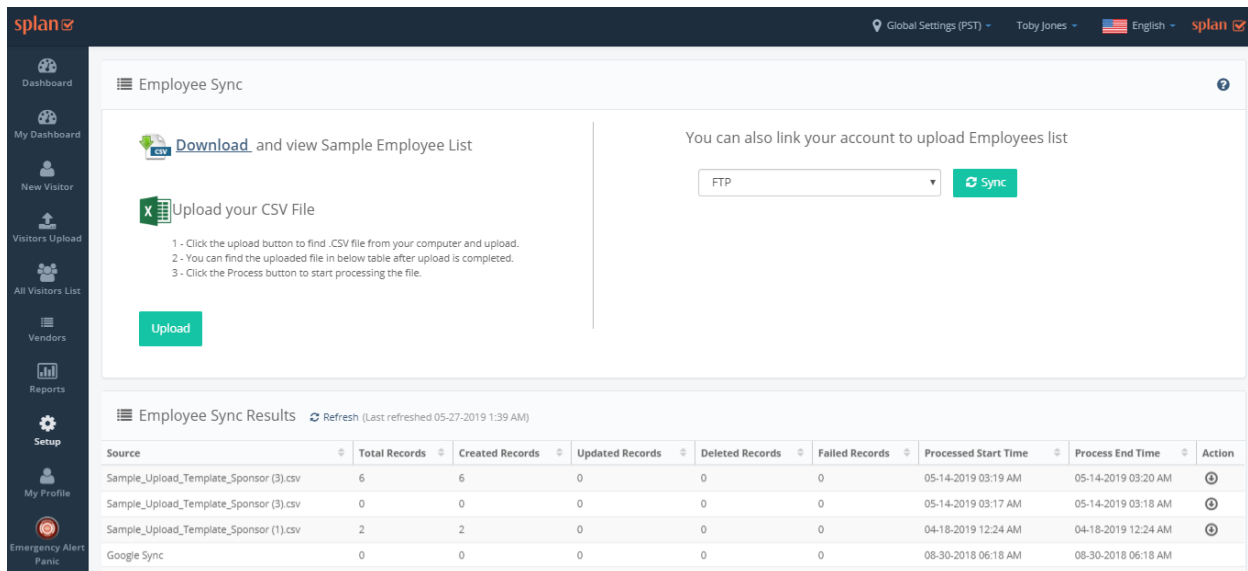 splan
Global Settings (PST)
Toby Jones
English
splan
Dashboard
My Dashboard
New Visitor
Visitors Upload
All Visitors List
Vendors
Reports
Setup
My Profile
Emergency Alert
Panic
Employee Sync
CSV
Download and view Sample Employee List
X
Upload your CSV File
1 - Click the upload button to find .CSV file from your computer and upload.
2 - You can find the uploaded file in below table after upload is completed.
3 - Click the Process button to start processing the file.
Upload
You can also link your account to upload Employees list
FTP
Sync
Employee Sync Results Refresh (Last refreshed 05-27-2019 1:39 AM)
Source Total Records Created Records Updated Records Deleted Records Failed Records Processed Start Time Process End Time Action
Sample_Upload_Template_Sponsor (3).csv 6 6 0 0 0 05-14-2019 03:19 AM 05-14-2019 03:20 AM
Sample_Upload_Template_Sponsor (3).csv 0 0 0 0 0 05-14-2019 03:17 AM 05-14-2019 03:18 AM
Sample_Upload_Template_Sponsor (1).csv 2 2 0 0 0 04-18-2019 12:24 AM 04-18-2019 12:24 AM
Google Sync 0 0 0 0 0 08-30-2018 06:18 AM 08-30-2018 06:18 AM